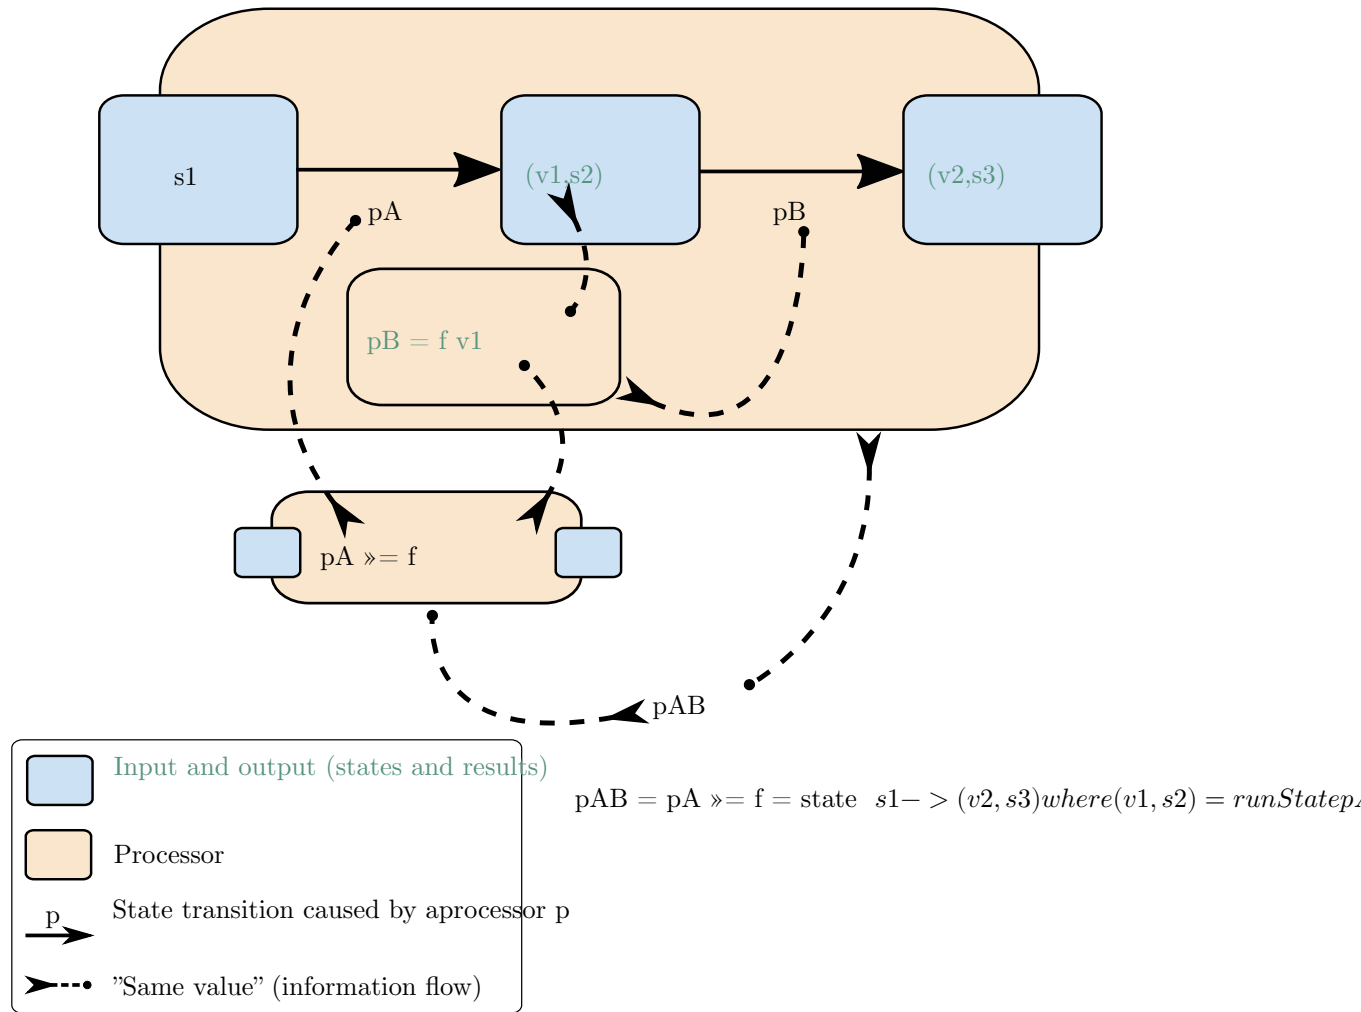 s1
(v1,s2)
(v2,s3)
pA
pB
pB = f v1
pA »= f
pAB
Input and output (states and results)
pAB = pA »= f = state s1− > (v2, s3)where(v1, s2) = runStatep
Processor
p
State transition caused by aprocessor p
”Same value” (information flow)